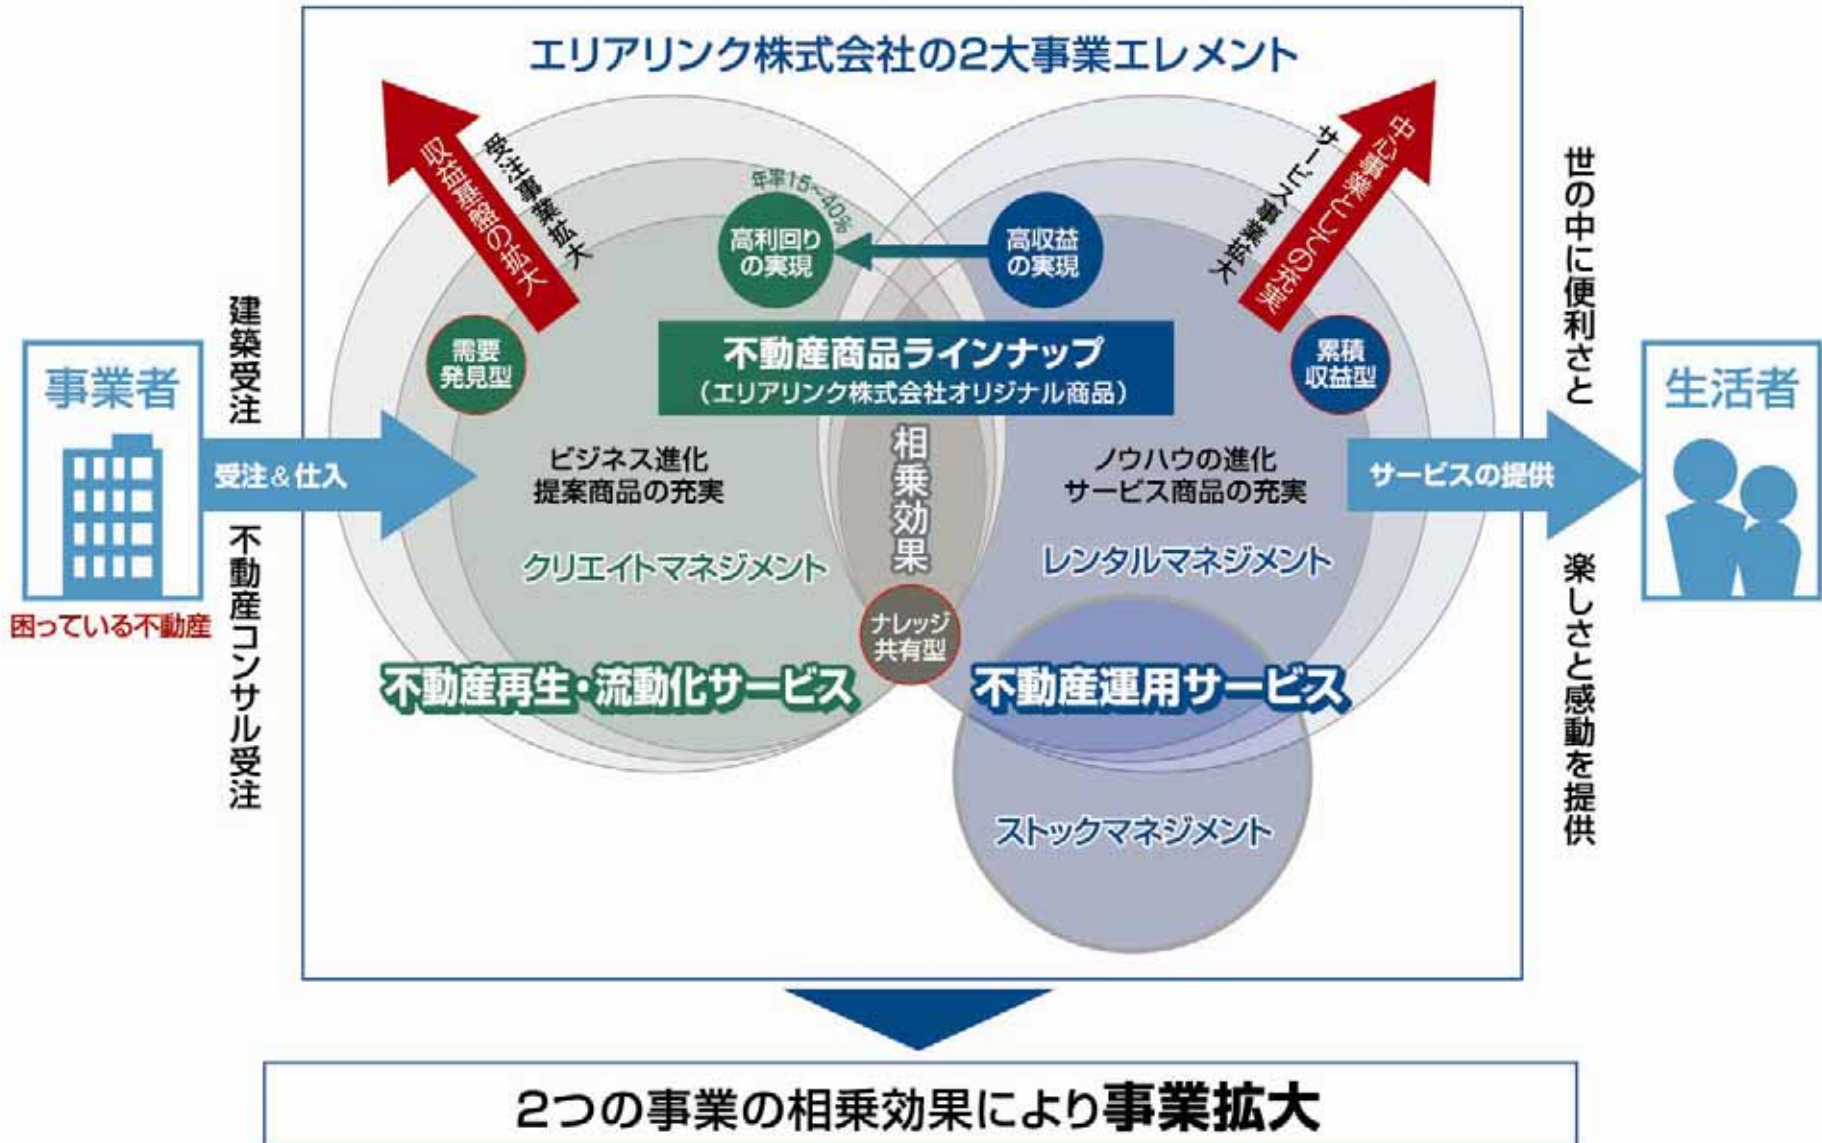 エリアリンク株式会社の2大事業エレメント
収益基盤の拡大
受注事業拡大
年率15~40%
高利回り
の実現
高収益
の実現
サービス事業拡大
中心事業としての充実
需要
発見型
不動産商品ラインナップ
(エリアリンク株式会社オリジナル商品)
累積
収益型
事業者
困っている不動産
建築受注
不動産コンサル受注
受注&仕入
ビジネス進化
提案商品の充実
クリエイトマネジメント
相乗効果
ノウハウの進化
サービス商品の充実
レンタルマネジメント
サービスの提供
世の中に便利さと
楽しさと感動を提供
生活者
ナレッジ
共有型
不動産再生・流動化サービス
不動産運用サービス
ストックマネジメント
2つの事業の相乗効果により事業拡大